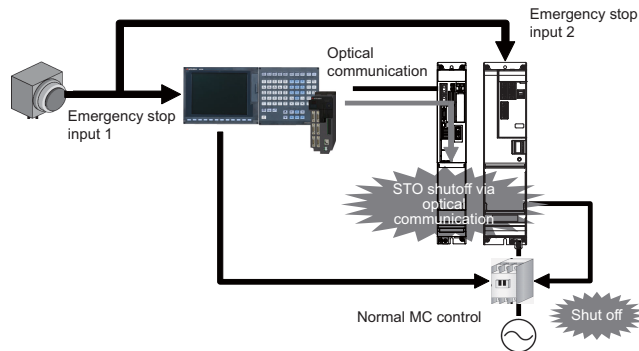 Emergency stop
input 2
Optical
communication
Emergency stop
input 1
STO shutoff via
optical
communication
Normal MC control
Shut off